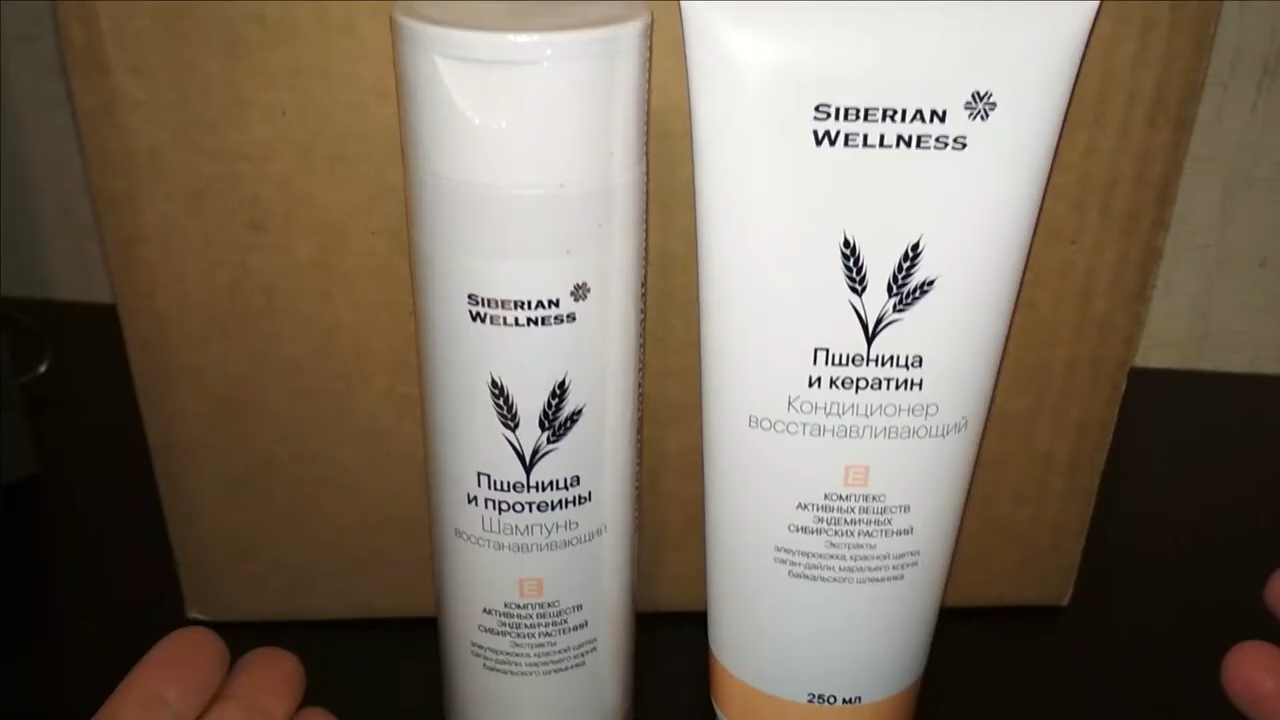 SIBERIAN
WELLNESS
Пшеница
и протеины
Шампунь
восстанавливающий
E
КОМПЛЕКС
АКТИВНЫХ ВЕЩЕСТВ
ЭНДЕМИЧНЫХ
СИБИРСКИХ РАСТЕНИЙ
Экстракты
элеутерококка, красной щетки,
саган-дайли, маральего корня,
байкальского шлемника
SIBERIAN
WELLNESS
Пшеница
и кератин
Кондиционер
восстанавливающий
E
КОМПЛЕКС
АКТИВНЫХ ВЕЩЕСТВ
ЭНДЕМИЧНЫХ
СИБИРСКИХ РАСТЕНИЙ
Экстракты
элеутерококка, красной щетки,
саган-дайли, маральего корня,
байкальского шлемника
250 мл